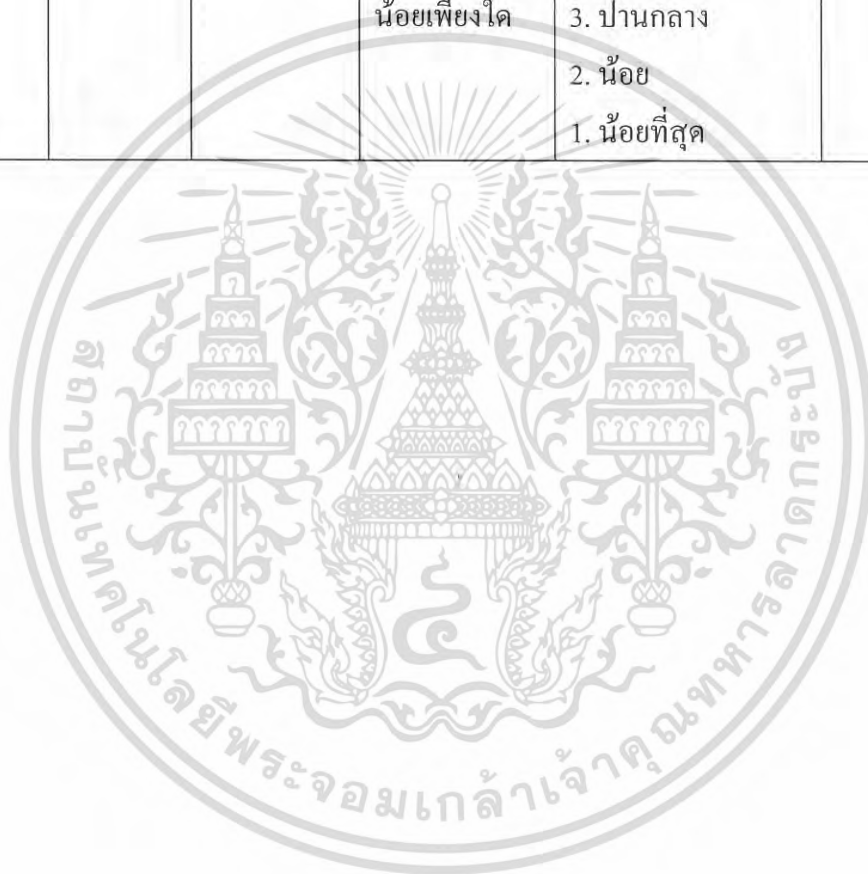 น้อยเพียงใด
3. ปานกลาง
2. น้อย
1. น้อยที่สุด
สถาบันเทคโนโลยีพระจอมเกล้าเจ้าคุณทหารลาดกระบัง
๔